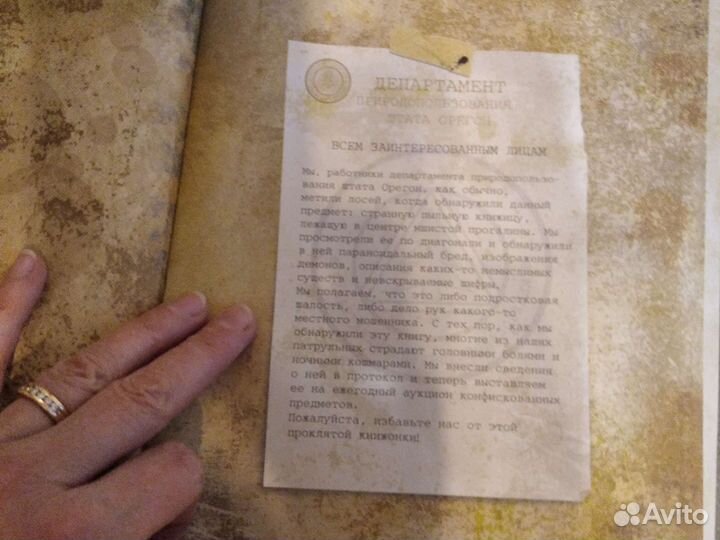 ДЕПАРТАМЕНТ
ПРИРОДОПОЛЬЗОВАНИЯ
ШТАТА ОРЕГОН
ВСЕМ ЗАИНТЕРЕСОВАННЫМ ЛИЦАМ
Мы, работники департамента природопользо-
вания штата Орегон, как обычно,
метили лосей, когда обнаружили данный
предмет: странную пыльную книжицу,
лежащую в центре мшистой прогалины. Мы
просмотрели ее по диагонали и обнаружили
в ней параноидальный бред, изображения
демонов, описания каких-то немыслимых
существ и невскрываемые шифры.
Мы полагаем, что это либо подростковая
шалость, либо дело рук какого-то
местного мошенника. С тех пор, как мы
обнаружили эту книгу, многие из наших
патрульных страдают головными болями и
ночными кошмарами. Мы внесли сведения
о ней в протокол и теперь выставляем
ее на ежегодный аукцион конфискованных
предметов.
Пожалуйста, избавьте нас от этой
проклятой книжонки!
Avito